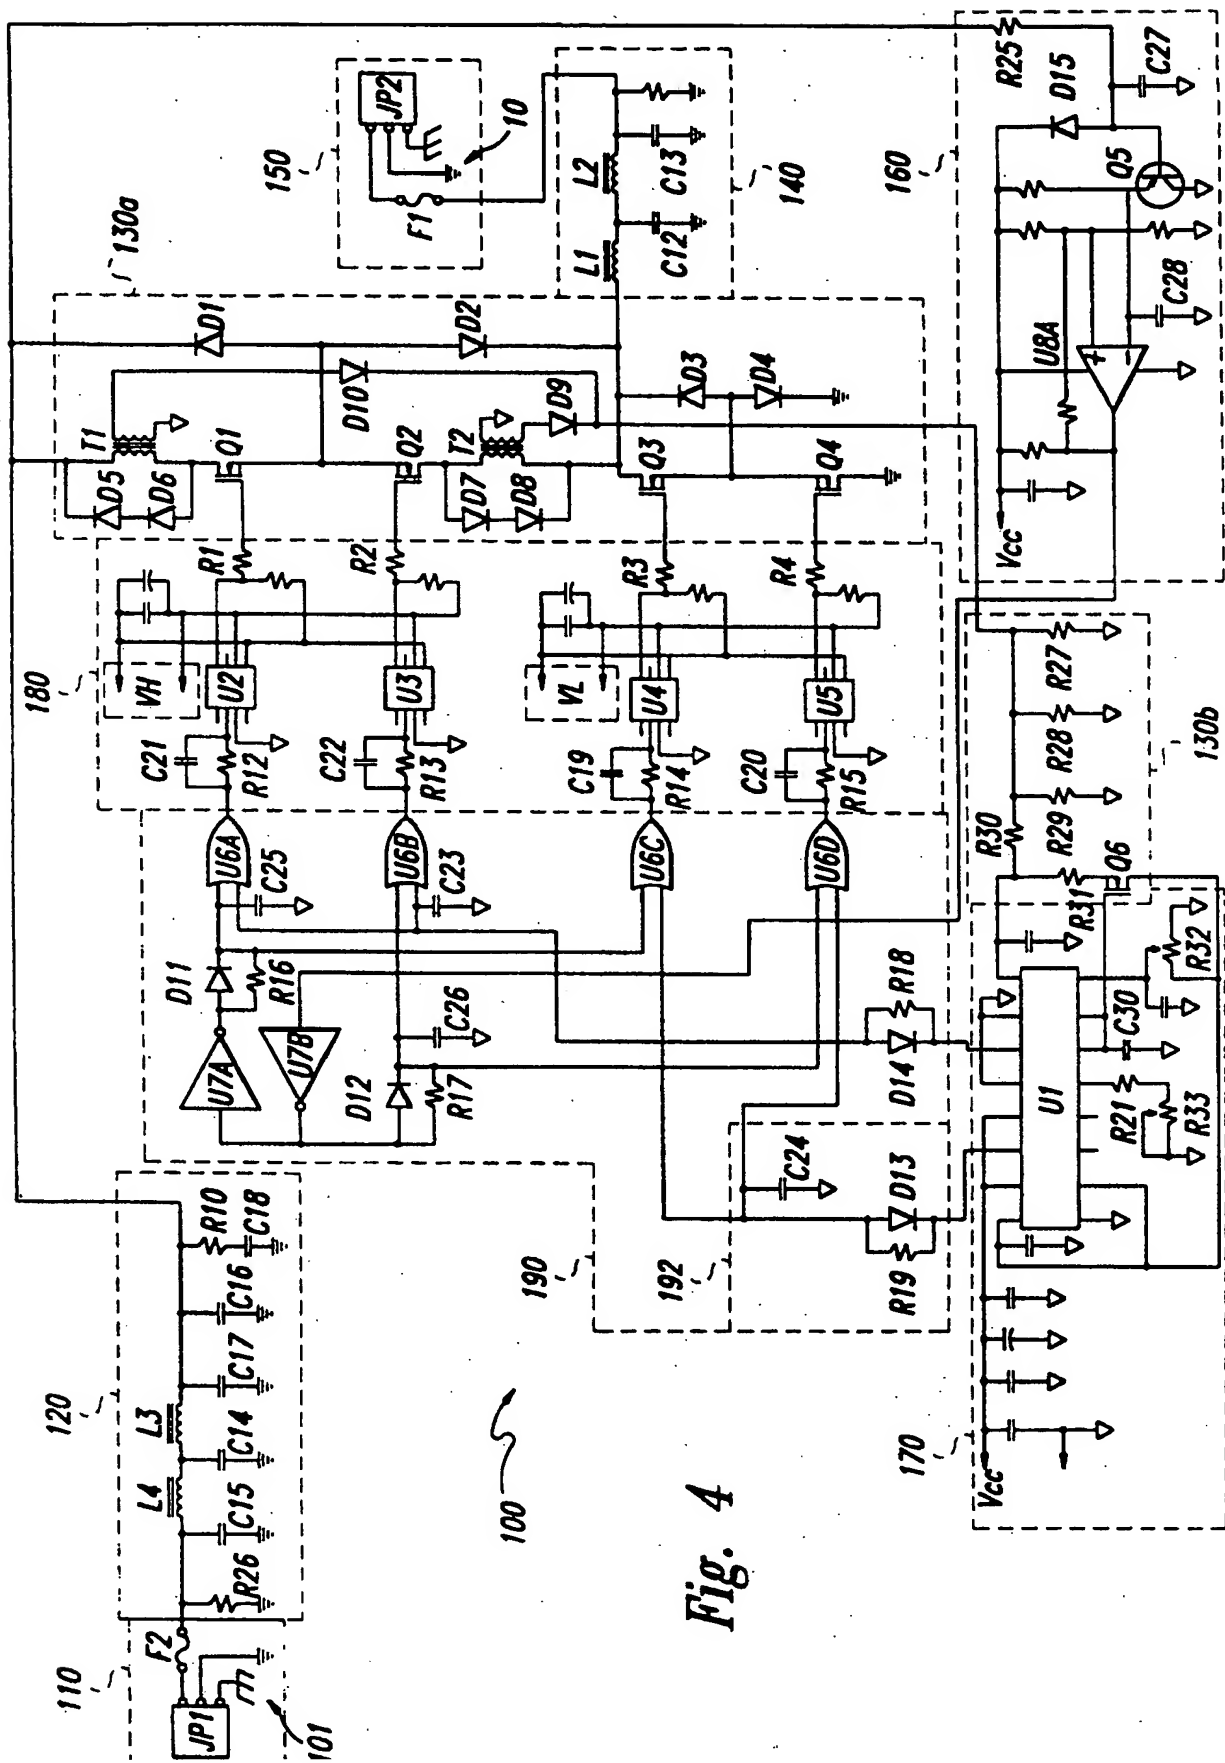 110
JP1
101
F2
120
R26
C15
L4
C14
L3
C17
C16
R10
C18
100
Fig. 4
190
192
U7A
D11
R16
U7B
D12
R17
C26
C25
C23
U6A
U6B
U6C
U6D
C24
R19
D13
D14
R18
180
VH
C21
R12
U2
R1
C22
R13
U3
R2
VL
C19
R14
U4
R3
C20
R15
U5
R4
130a
T1
D5
D6
Q1
D10
D1
Q2
D2
T2
D7
D8
D9
Q3
D3
D4
Q4
150
JP2
10
F1
140
L1
C12
L2
C13
160
R25
D15
C27
Q5
C28
U8A
+
−
Vcc
130b
R27
R28
R29
R30
Q6
R31
R32
170
Vcc
U1
C30
R21
R33